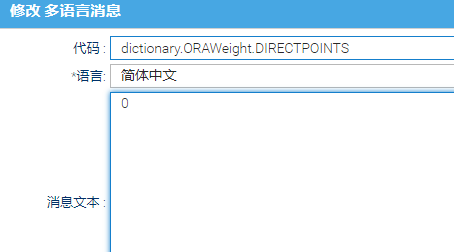 修改 多语言消息
代码 : dictionary.ORAWeight.DIRECTPOINTS
*语言: 简体中文
消息文本 : 0